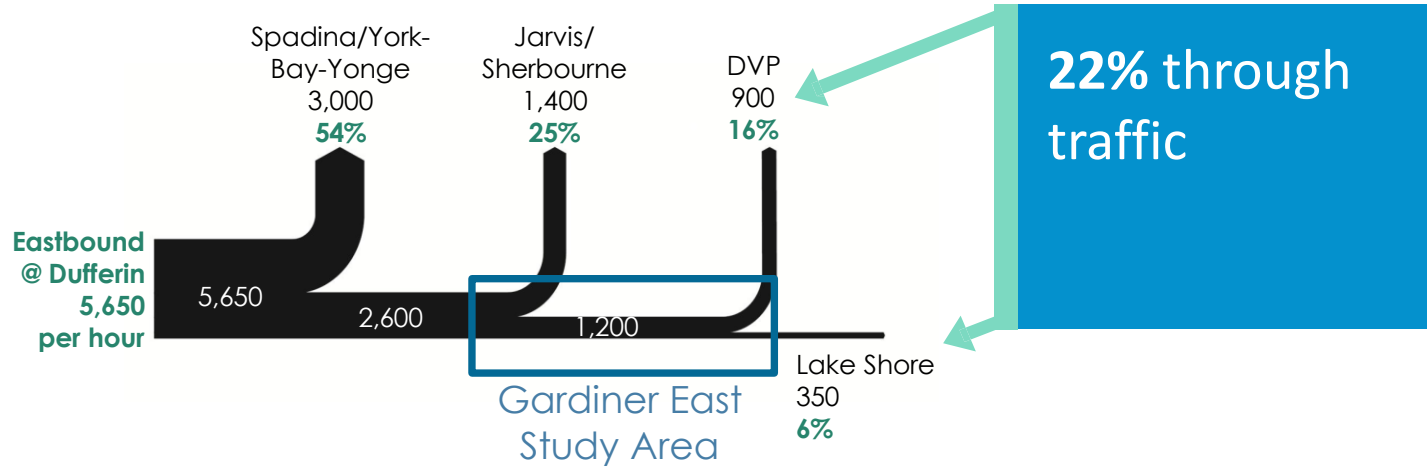 Spadina/York-
Bay-Yonge
3,000
54%
Jarvis/
Sherbourne
1,400
25%
DVP
900
16%
22% through
traffic
Eastbound
@ Dufferin
5,650
per hour
5,650
2,600
1,200
Lake Shore
350
6%
Gardiner East
Study Area